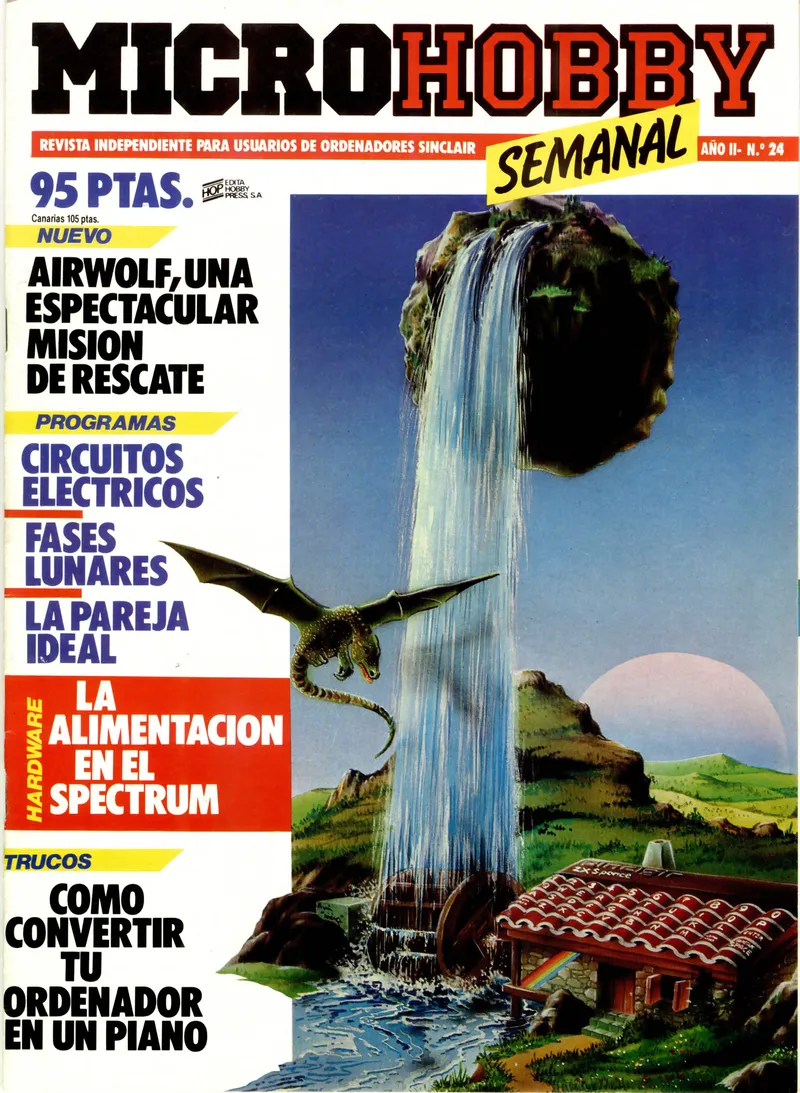 MICROHOBBY
REVISTA INDEPENDIENTE PARA USUARIOS DE ORDENADORES SINCLAIR
SEMANAL
AÑO II- N.º 24
95 PTAS.
HOP
EDITA
HOBBY
PRESS, S.A
Canarias 105 ptas.
NUEVO
AIRWOLF, UNA
ESPECTACULAR
MISION
DE RESCATE
PROGRAMAS
CIRCUITOS
ELECTRICOS
FASES
LUNARES
LA PAREJA
IDEAL
HARDWARE
LA
ALIMENTACION
EN EL
SPECTRUM
TRUCOS
COMO
CONVERTIR
TU
ORDENADOR
EN UN PIANO